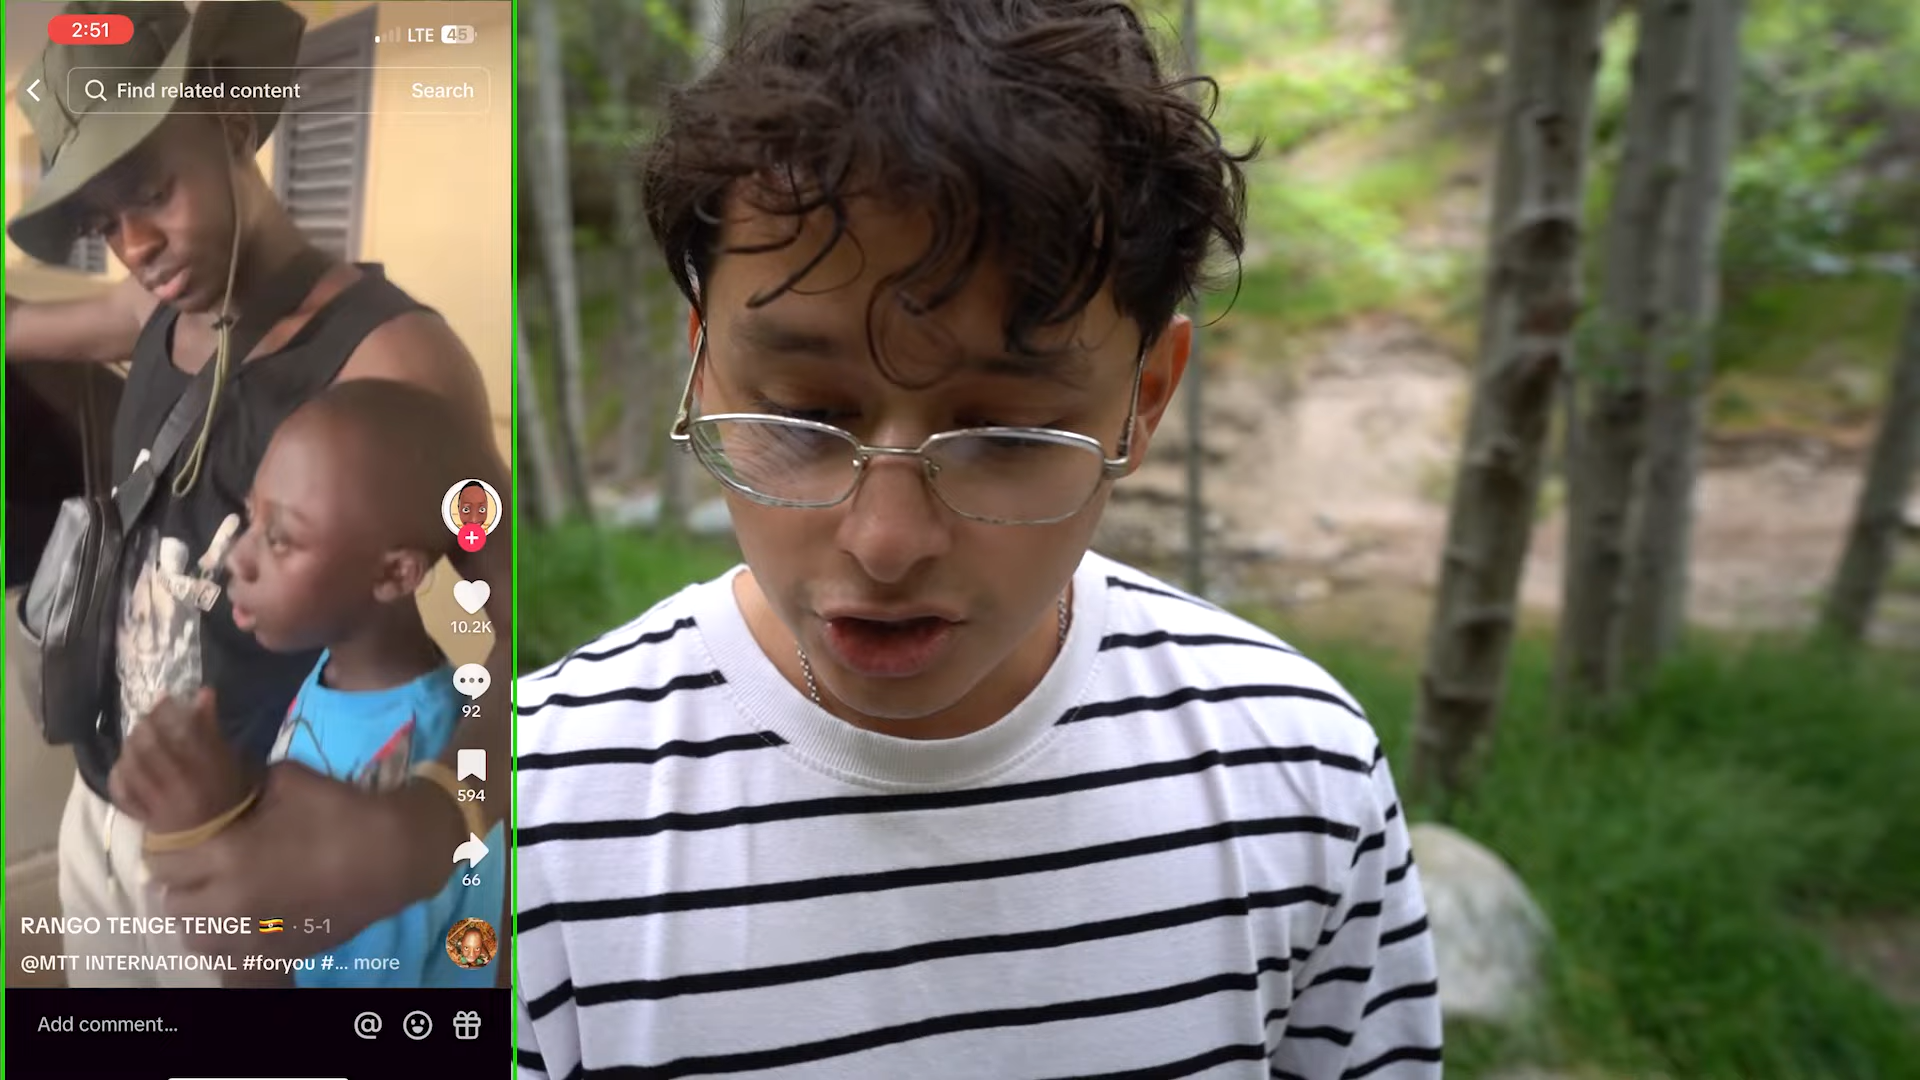 2:51
LTE 45
Find related content
Search
10.2K
92
594
66
RANGO TENGE TENGE 🇺🇬 · 5-1
@MTT INTERNATIONAL #foryou #... more
Add comment...